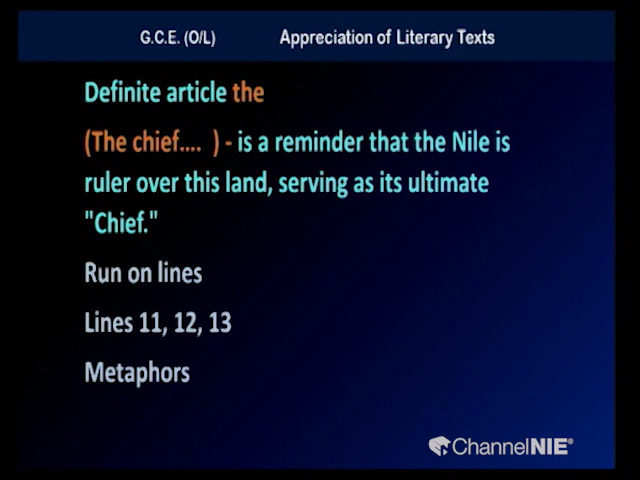 G.C.E. (O/L) Appreciation of Literary Texts
Definite article the
(The chief.... ) - is a reminder that the Nile is
ruler over this land, serving as its ultimate
"Chief."
Run on lines
Lines 11, 12, 13
Metaphors
ChannelNIE®